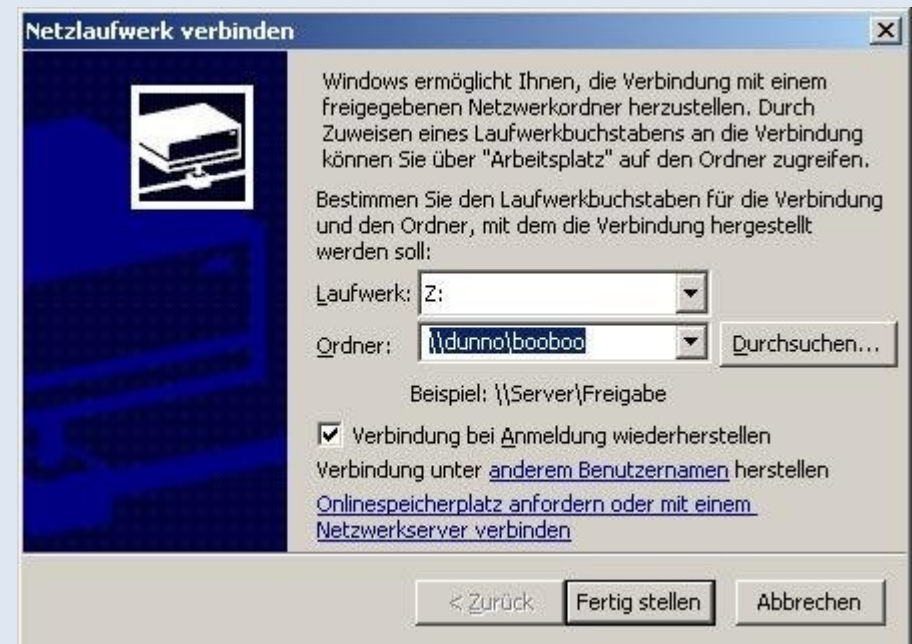 Netzlaufwerk verbinden
Windows ermöglicht Ihnen, die Verbindung mit einem
freigegebenen Netzwerkordner herzustellen. Durch
Zuweisen eines Laufwerkbuchstabens an die Verbindung
können Sie über "Arbeitsplatz" auf den Ordner zugreifen.
Bestimmen Sie den Laufwerkbuchstaben für die Verbindung
und den Ordner, mit dem die Verbindung hergestellt
werden soll:
Laufwerk: Z:
Ordner: \\dunno\booboo Durchsuchen...
Beispiel: \\Server\Freigabe
Verbindung bei Anmeldung wiederherstellen
Verbindung unter anderem Benutzernamen herstellen
Onlinespeicherplatz anfordern oder mit einem
Netzwerkserver verbinden
< Zurück Fertig stellen Abbrechen